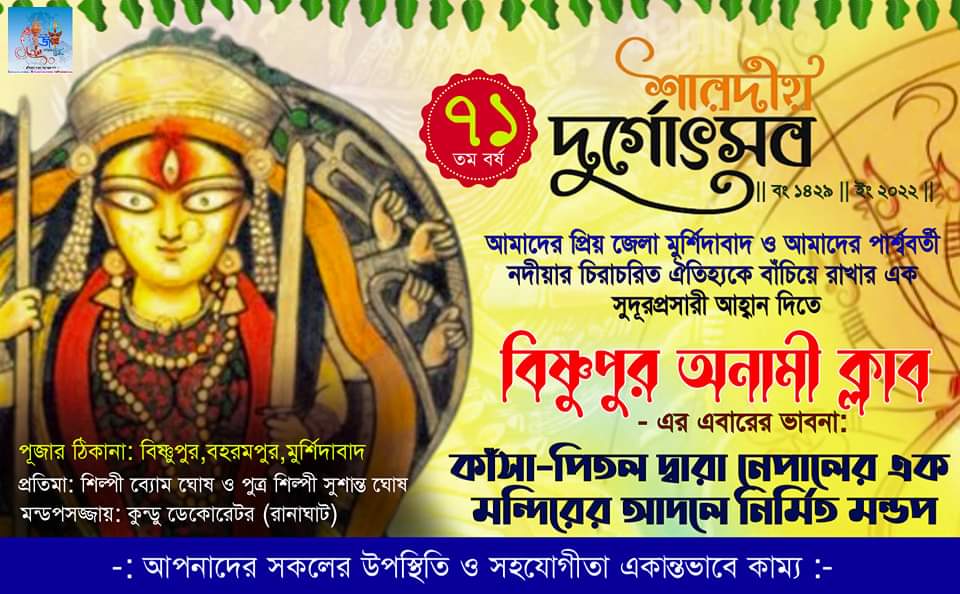 ৭১
তম বর্ষ
শারদীয়
দুর্গোৎসব
|| বং ১৪২৯ || ইং ২০২২ ||
আমাদের প্রিয় জেলা মুর্শিদাবাদ ও আমাদের পার্শ্ববর্তী
নদীয়ার চিরাচরিত ঐতিহ্যকে বাঁচিয়ে রাখার এক
সুদূরপ্রসারী আহ্বান দিতে
বিষ্ণুপুর অনামী ক্লাব
- এর এবারের ভাবনা:
কাঁসা-পিতল দ্বারা নেপালের এক
মন্দিরের আদলে নির্মিত মন্ডপ
পূজার ঠিকানা: বিষ্ণুপুর,বহরমপুর,মুর্শিদাবাদ
প্রতিমা: শিল্পী ব্যোম ঘোষ ও পুত্র শিল্পী সুশান্ত ঘোষ
মন্ডপসজ্জায়: কুন্ডু ডেকোরেটর (রানাঘাট)
-: আপনাদের সকলের উপস্থিতি ও সহযোগীতা একান্তভাবে কাম্য :-